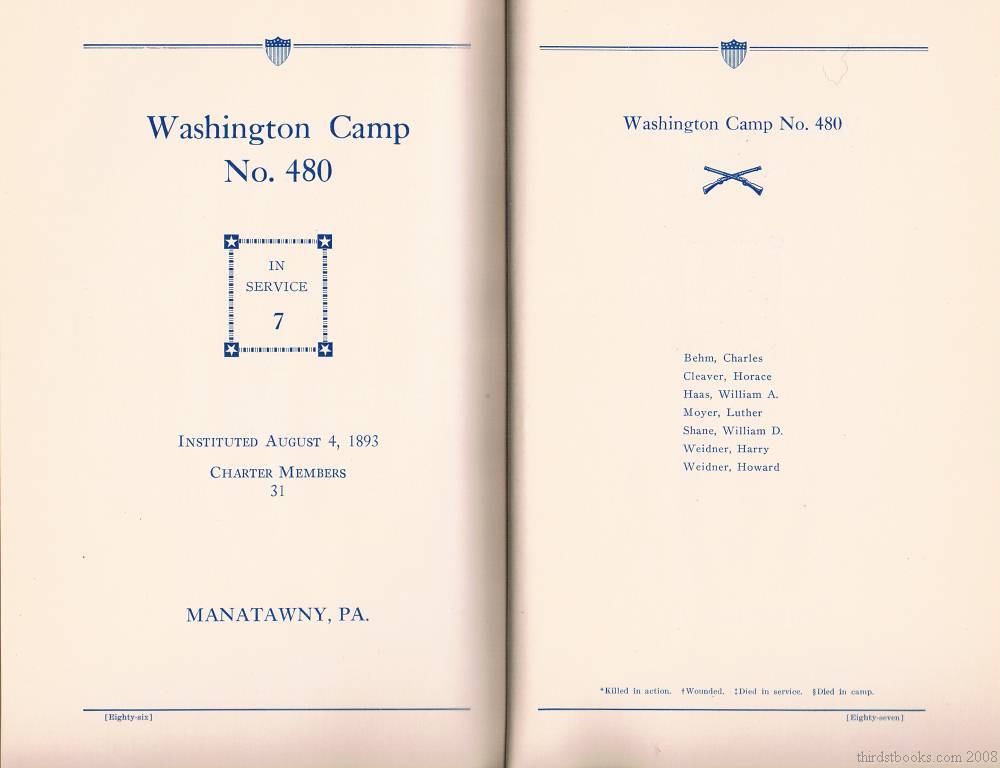 Washington Camp
No. 480
IN
SERVICE
7
INSTITUTED AUGUST 4, 1893
CHARTER MEMBERS
31
MANATAWNY, PA.
[Eighty-six]
Washington Camp No. 480
Behm, Charles
Cleaver, Horace
Haas, William A.
Moyer, Luther
Shane, William D.
Weidner, Harry
Weidner, Howard
*Killed in action. †Wounded. ‡Died in service. §Died in camp.
[Eighty-seven]
thirdstbooks.com 2008